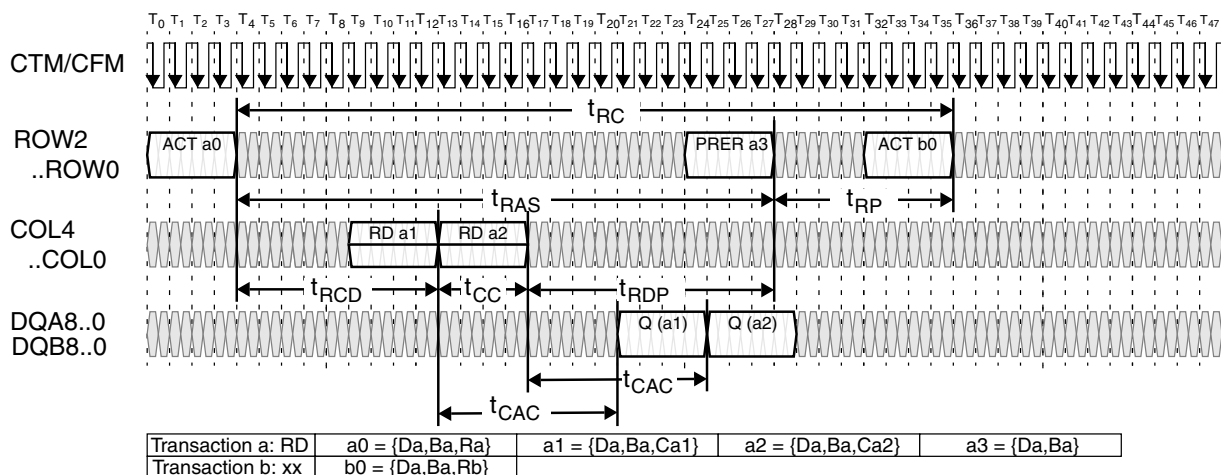 T0 T1 T2 T3 T4 T5 T6 T7 T8 T9 T10 T11 T12 T13 T14 T15 T16 T17 T18 T19 T20 T21 T22 T23 T24 T25 T26 T27 T28 T29 T30 T31 T32 T33 T34 T35 T36 T37 T38 T39 T40 T41 T42 T43 T44 T45 T46 T47
CTM/CFM
tRC
ROW2
..ROW0
ACT a0
PRER a3
ACT b0
tRAS
tRP
COL4
..COL0
RD a1
RD a2
tRCD
tCC
tRDP
DQA8..0
DQB8..0
Q (a1)
Q (a2)
tCAC
tCAC
Transaction a: RD a0 = {Da,Ba,Ra} a1 = {Da,Ba,Ca1} a2 = {Da,Ba,Ca2} a3 = {Da,Ba}
Transaction b: xx b0 = {Da,Ba,Rb}